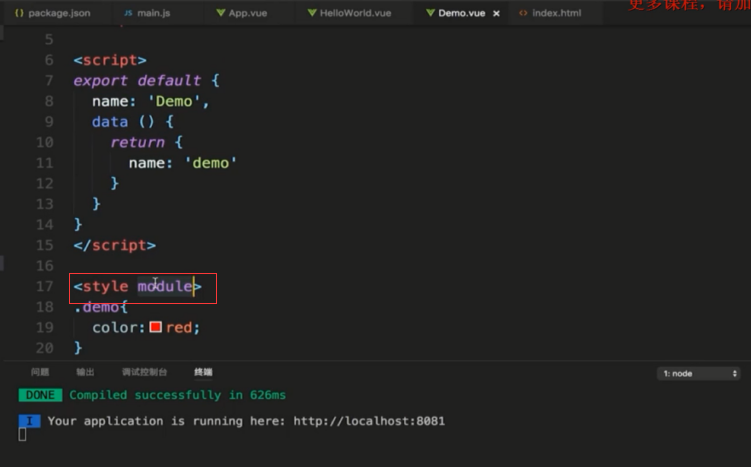 更多课程，请加
{} package.json JS main.js App.vue HelloWorld.vue Demo.vue × <> index.html
5
6 <script>
7 export default {
8 name: 'Demo',
9 data () {
10 return {
11 name: 'demo'
12 }
13 }
14 }
15 </script>
16
17 <style module>
18 .demo{
19 color: red;
20 }
问题 输出 调试控制台 终端 1: node
DONE Compiled successfully in 626ms
I Your application is running here: http://localhost:8081